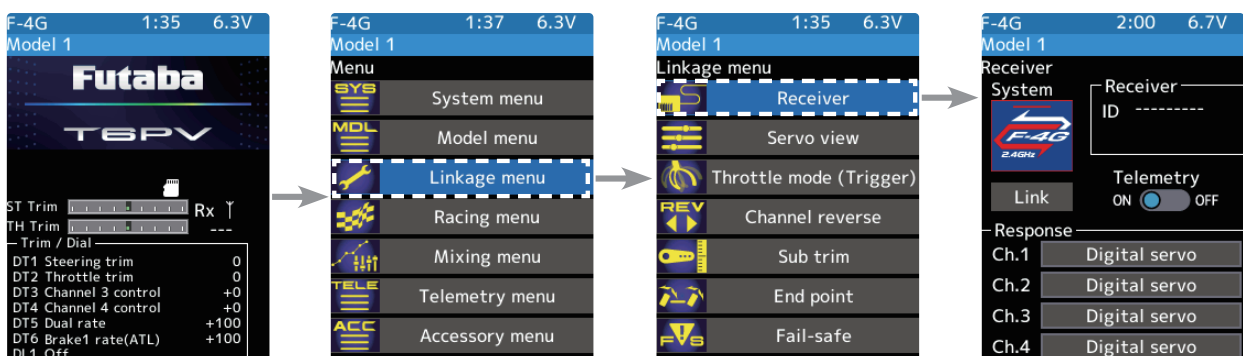 F-4G 1:35 6.3V
Model 1
Futaba
T6PV
ST Trim
Rx
TH Trim
---
Trim / Dial
DT1 Steering trim 0
DT2 Throttle trim 0
DT3 Channel 3 control +0
DT4 Channel 4 control +0
DT5 Dual rate +100
DT6 Brake1 rate(ATL) +100
DL1 Off
F-4G 1:37 6.3V
Model 1
Menu
SYS System menu
MDL Model menu
Linkage menu
Racing menu
Mixing menu
TELE Telemetry menu
ACC Accessory menu
F-4G 1:35 6.3V
Model 1
Linkage menu
Receiver
Servo view
Throttle mode (Trigger)
REV Channel reverse
Sub trim
End point
F/S Fail-safe
F-4G 2:00 6.7V
Model 1
Receiver
System
F-4G
2.4GHz
Link
Receiver
ID ---------
Telemetry
ON OFF
Response
Ch.1 Digital servo
Ch.2 Digital servo
Ch.3 Digital servo
Ch.4 Digital servo